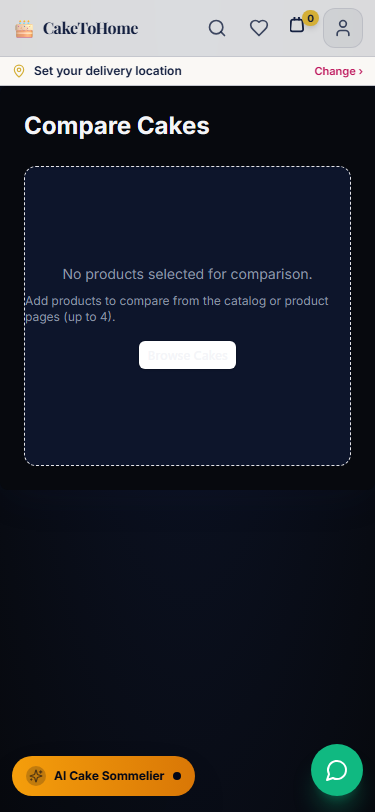 CakeToHome
0
Set your delivery location
Change ›
Compare Cakes
No products selected for comparison.
Add products to compare from the catalog or product
pages (up to 4).
Browse Cakes
AI Cake Sommelier